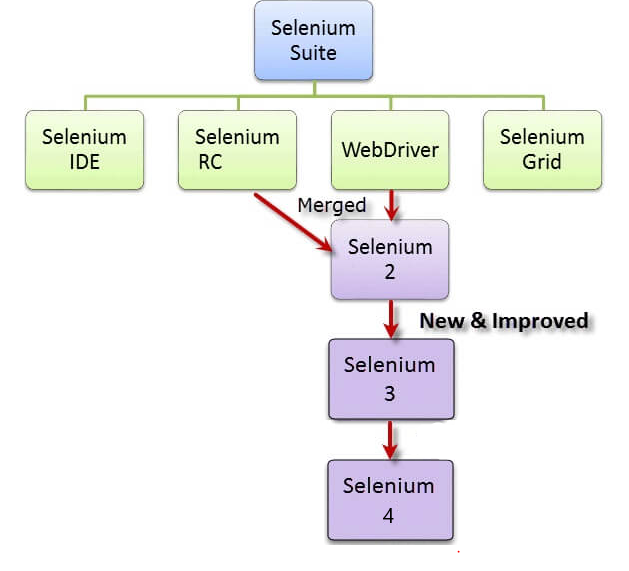 Selenium
Suite
Selenium
IDE
Selenium
RC
WebDriver
Selenium
Grid
Merged
Selenium
2
New & Improved
Selenium
3
Selenium
4